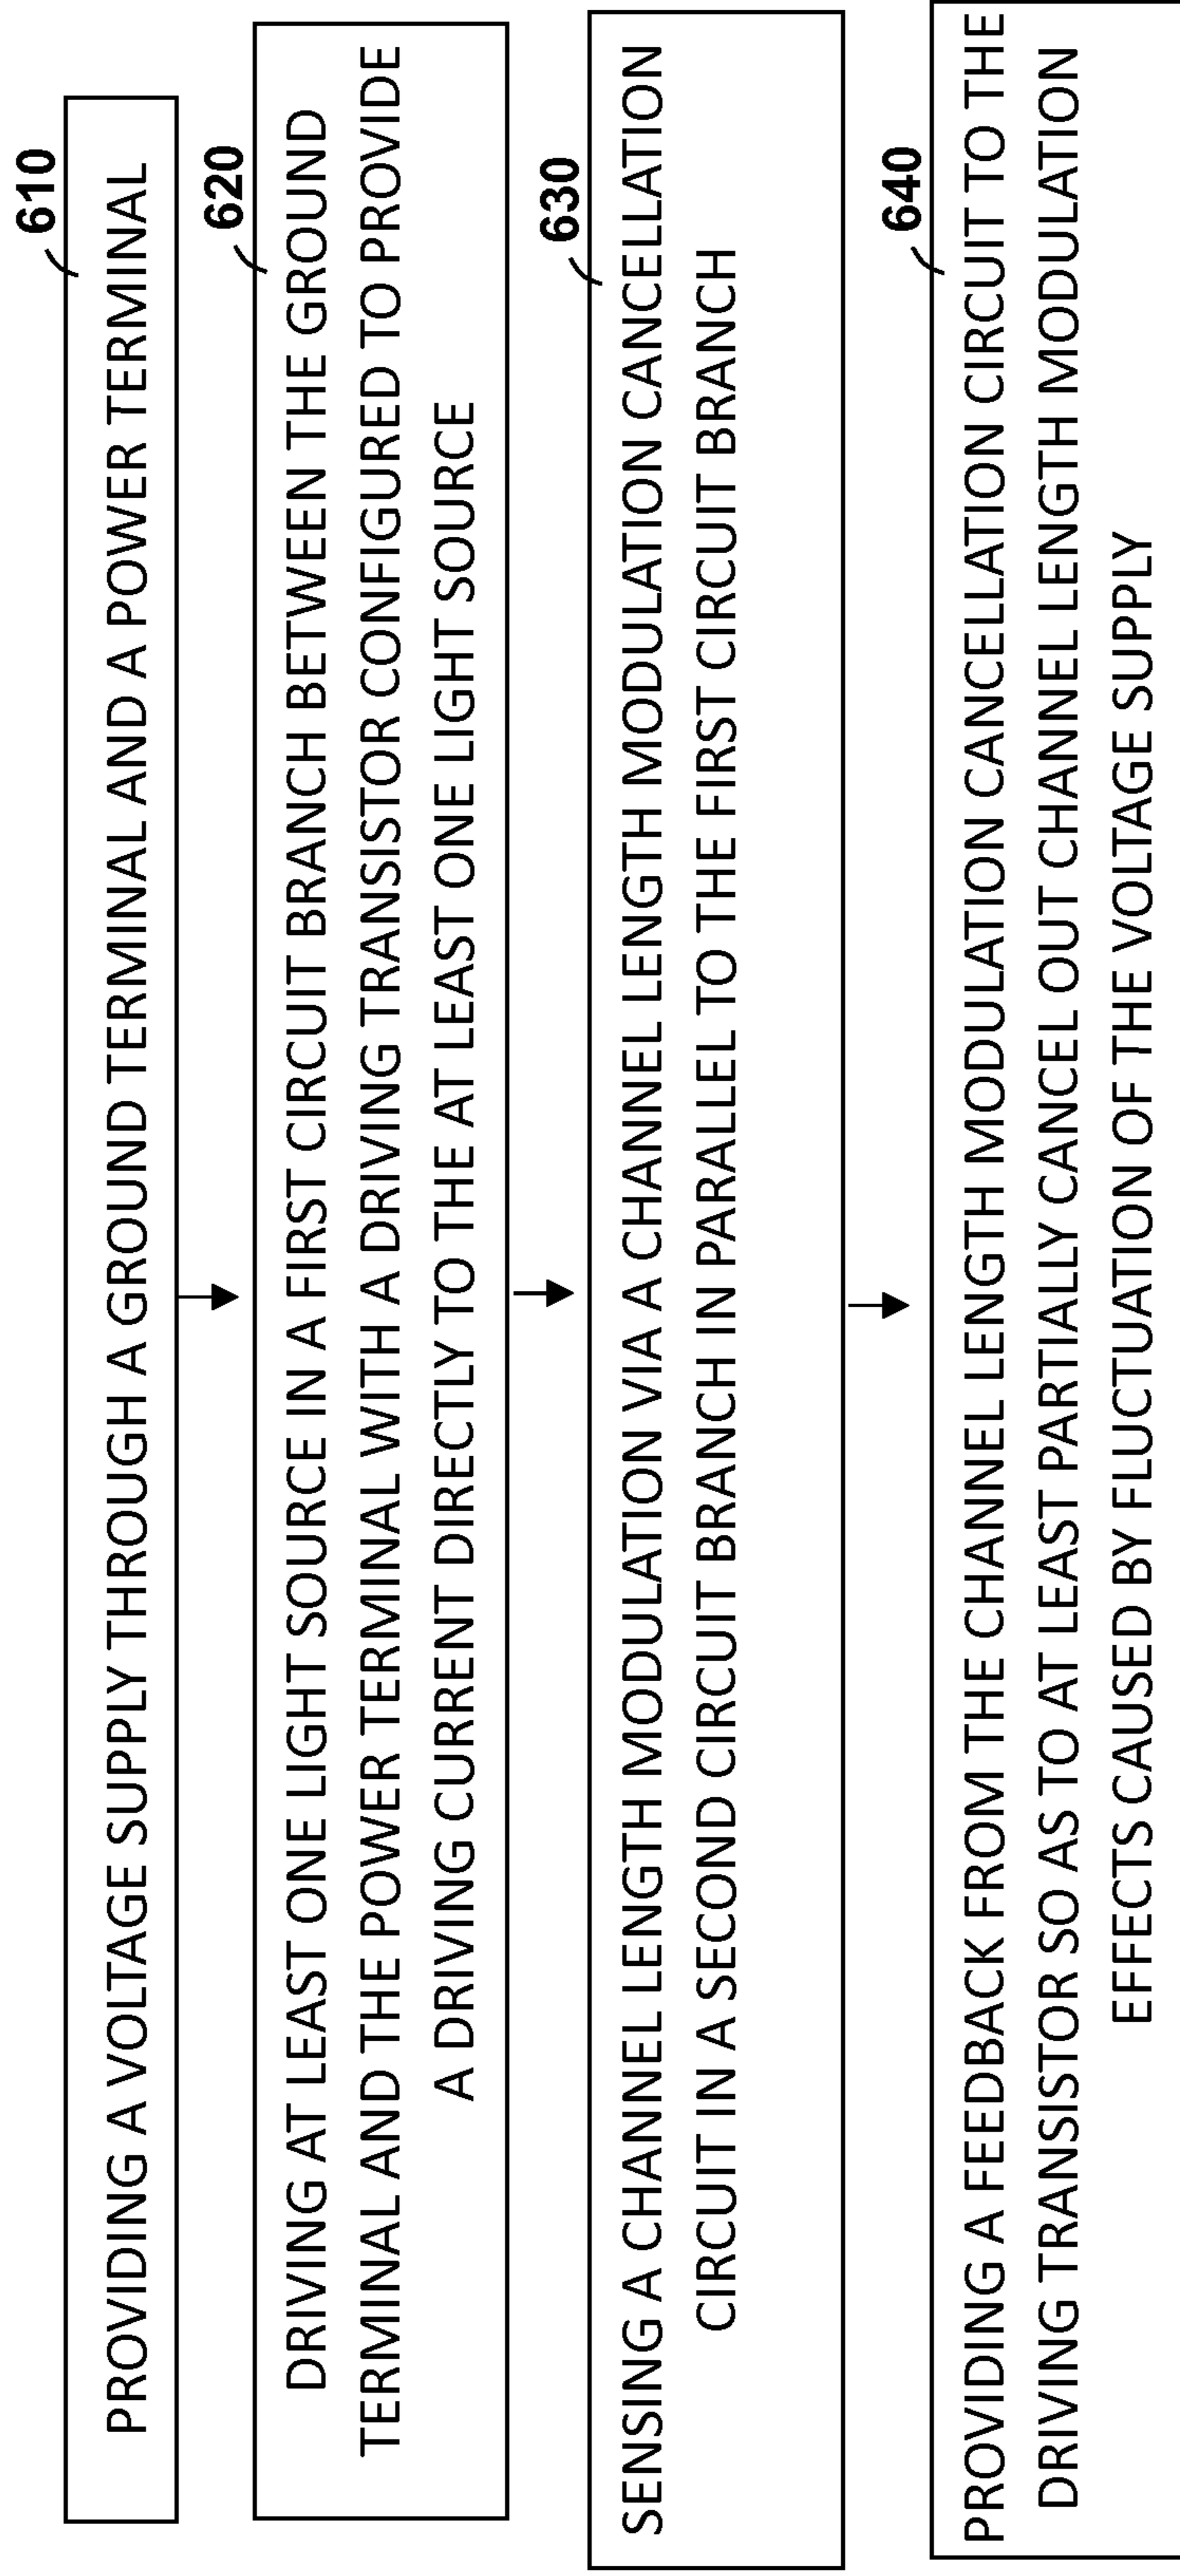 610
PROVIDING A VOLTAGE SUPPLY THROUGH A GROUND TERMINAL AND A POWER TERMINAL
620
DRIVING AT LEAST ONE LIGHT SOURCE IN A FIRST CIRCUIT BRANCH BETWEEN THE GROUND
TERMINAL AND THE POWER TERMINAL WITH A DRIVING TRANSISTOR CONFIGURED TO PROVIDE
A DRIVING CURRENT DIRECTLY TO THE AT LEAST ONE LIGHT SOURCE
630
SENSING A CHANNEL LENGTH MODULATION VIA A CHANNEL LENGTH MODULATION CANCELLATION
CIRCUIT IN A SECOND CIRCUIT BRANCH IN PARALLEL TO THE FIRST CIRCUIT BRANCH
640
PROVIDING A FEEDBACK FROM THE CHANNEL LENGTH MODULATION CANCELLATION CIRCUIT TO THE
DRIVING TRANSISTOR SO AS TO AT LEAST PARTIALLY CANCEL OUT CHANNEL LENGTH MODULATION
EFFECTS CAUSED BY FLUCTUATION OF THE VOLTAGE SUPPLY